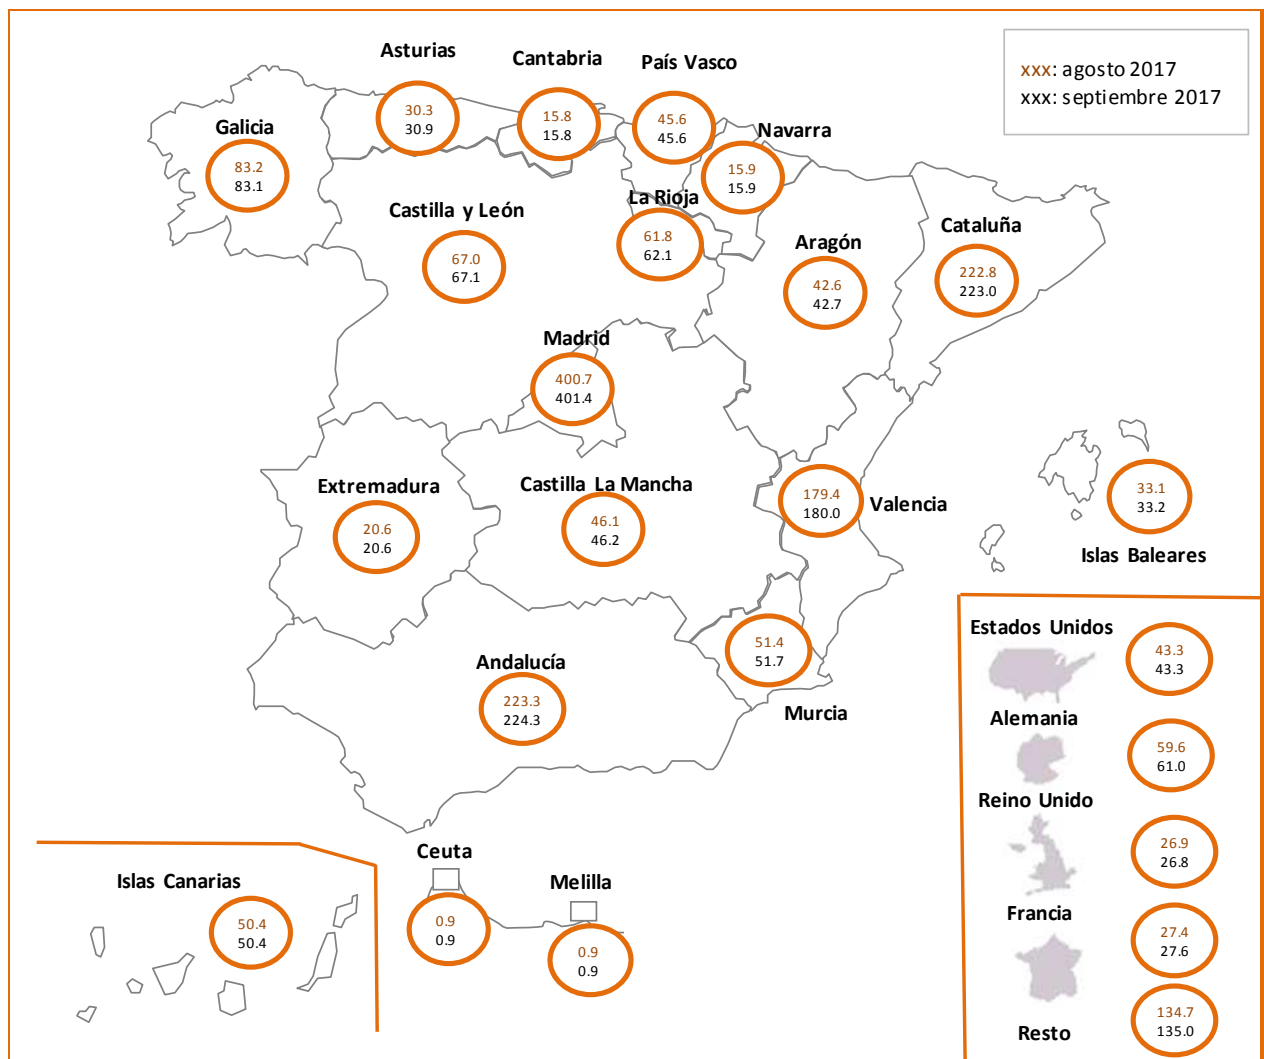 Asturias
30.3
30.9
Cantabria
15.8
15.8
País Vasco
45.6
45.6
xxx: agosto 2017
xxx: septiembre 2017
Galicia
83.2
83.1
Navarra
15.9
15.9
Castilla y León
67.0
67.1
La Rioja
61.8
62.1
Aragón
42.6
42.7
Cataluña
222.8
223.0
Madrid
400.7
401.4
Extremadura
20.6
20.6
Castilla La Mancha
46.1
46.2
179.4
180.0
Valencia
33.1
33.2
Islas Baleares
Andalucía
223.3
224.3
51.4
51.7
Murcia
Estados Unidos
43.3
43.3
Alemania
59.6
61.0
Reino Unido
26.9
26.8
Francia
27.4
27.6
Resto
134.7
135.0
Islas Canarias
50.4
50.4
Ceuta
0.9
0.9
Melilla
0.9
0.9